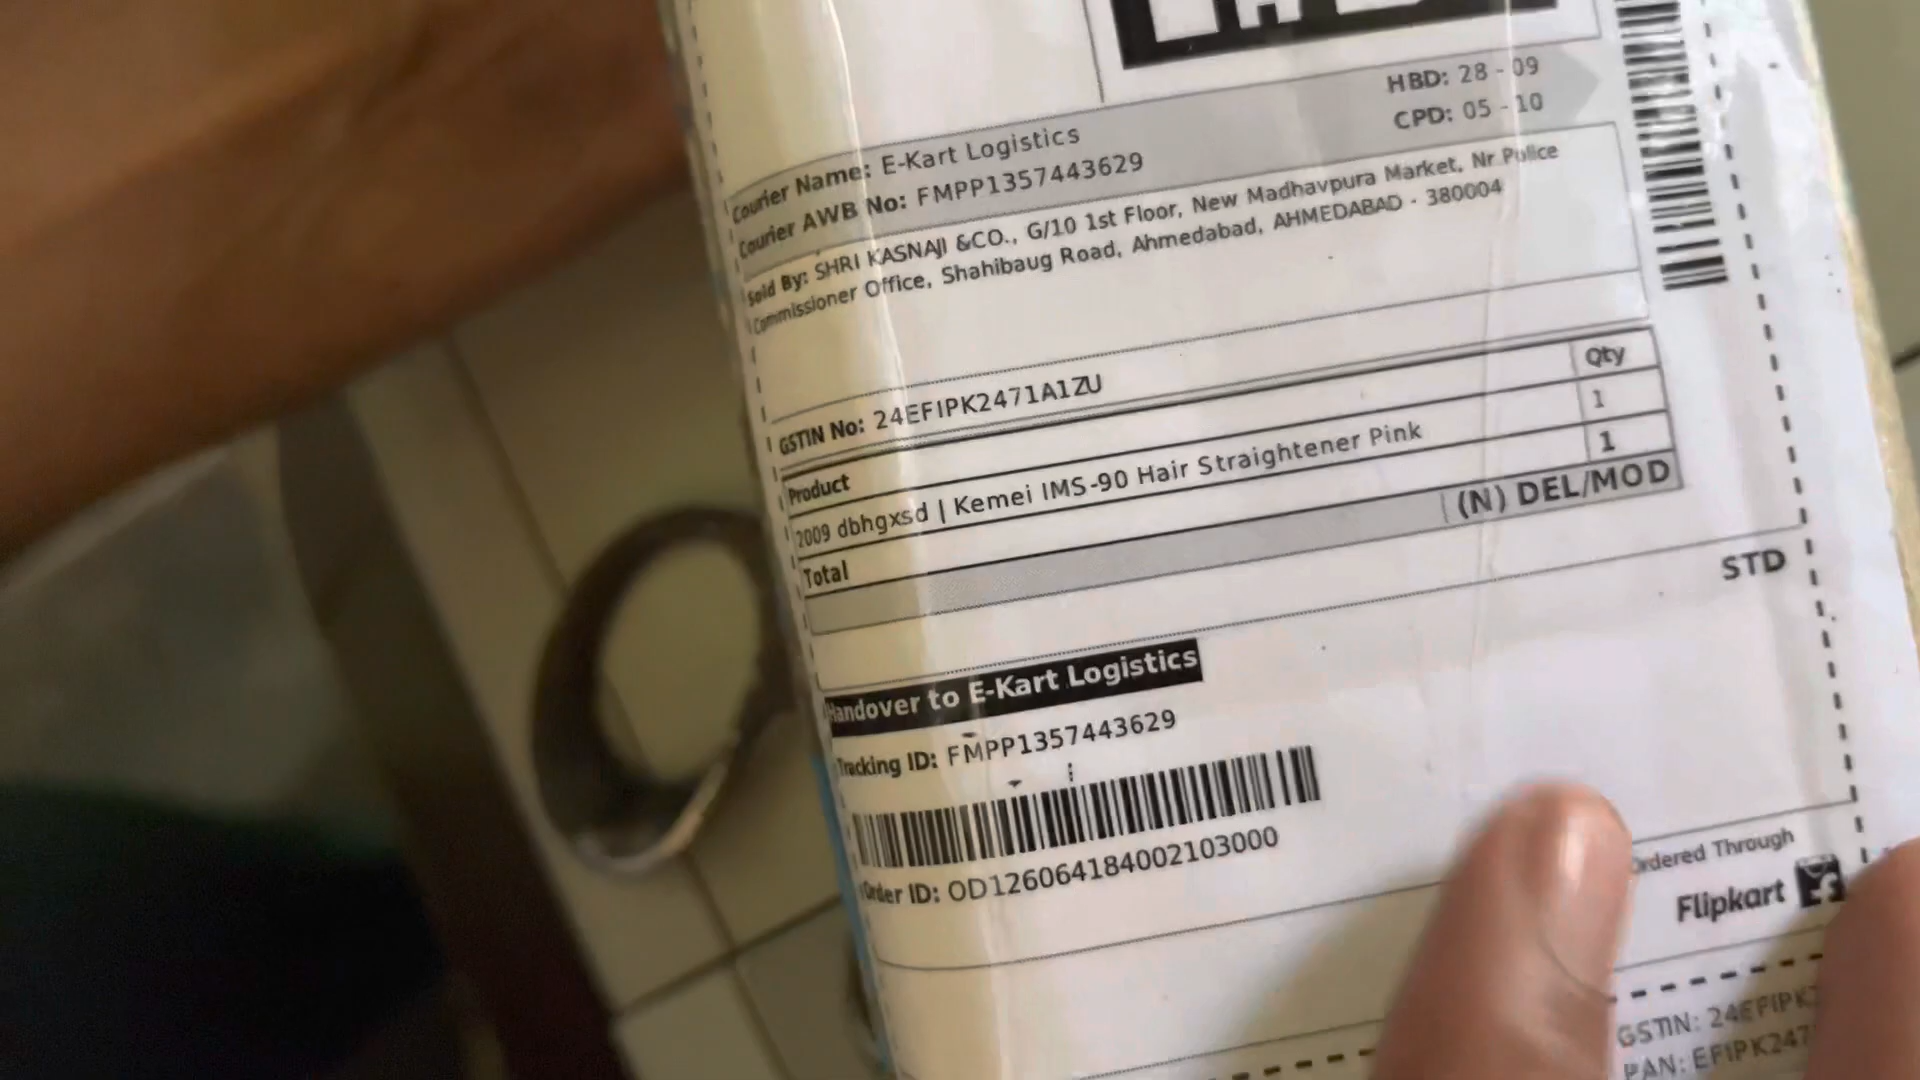 HBD: 28 - 09
CPD: 05 - 10
Courier Name: E-Kart Logistics
Courier AWB No: FMPP1357443629
Sold By: SHRI KASNAJI &CO., G/10 1st Floor, New Madhavpura Market, Nr Police
Commissioner Office, Shahibaug Road, Ahmedabad, AHMEDABAD - 380004
GSTIN No: 24EFIPK2471A1ZU
Product Qty
2009 dbhgxsd | Kemei IMS-90 Hair Straightener Pink 1
Total 1
(N) DEL/MOD
STD
Handover to E-Kart Logistics
Tracking ID: FMPP1357443629
Order ID: OD126064184002103000
Ordered Through
Flipkart
GSTIN: 24EFIPK
PAN: EFIPK247